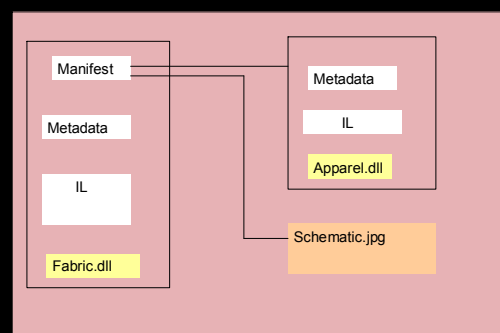 Manifest
Metadata
IL
Fabric.dll
Metadata
IL
Apparel.dll
Schematic.jpg